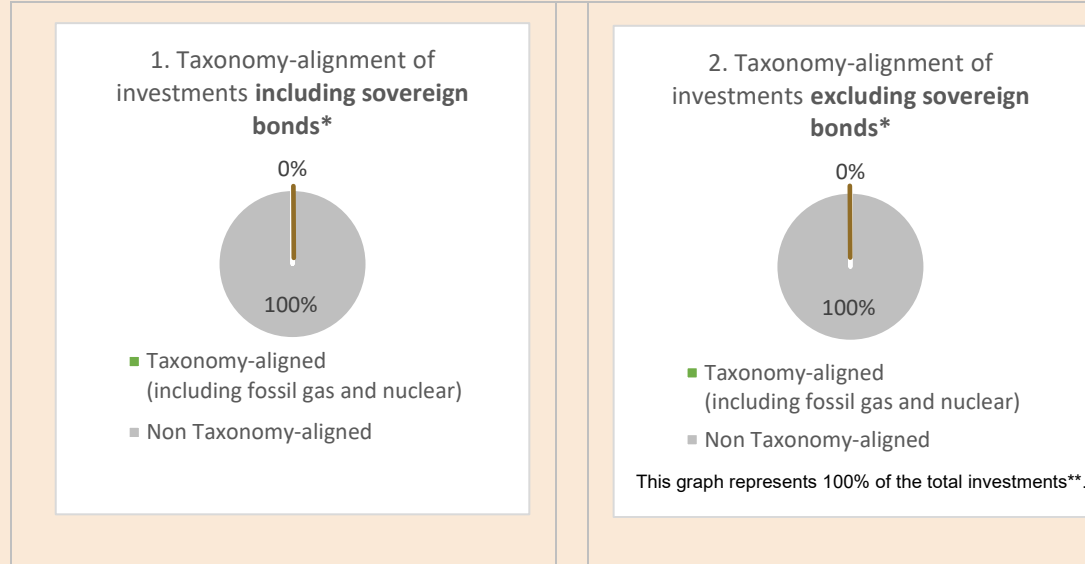 1. Taxonomy-alignment of
investments including sovereign
bonds*
0%
100%
Taxonomy-aligned
(including fossil gas and nuclear)
Non Taxonomy-aligned
2. Taxonomy-alignment of
investments excluding sovereign
bonds*
0%
100%
Taxonomy-aligned
(including fossil gas and nuclear)
Non Taxonomy-aligned
This graph represents 100% of the total investments**.